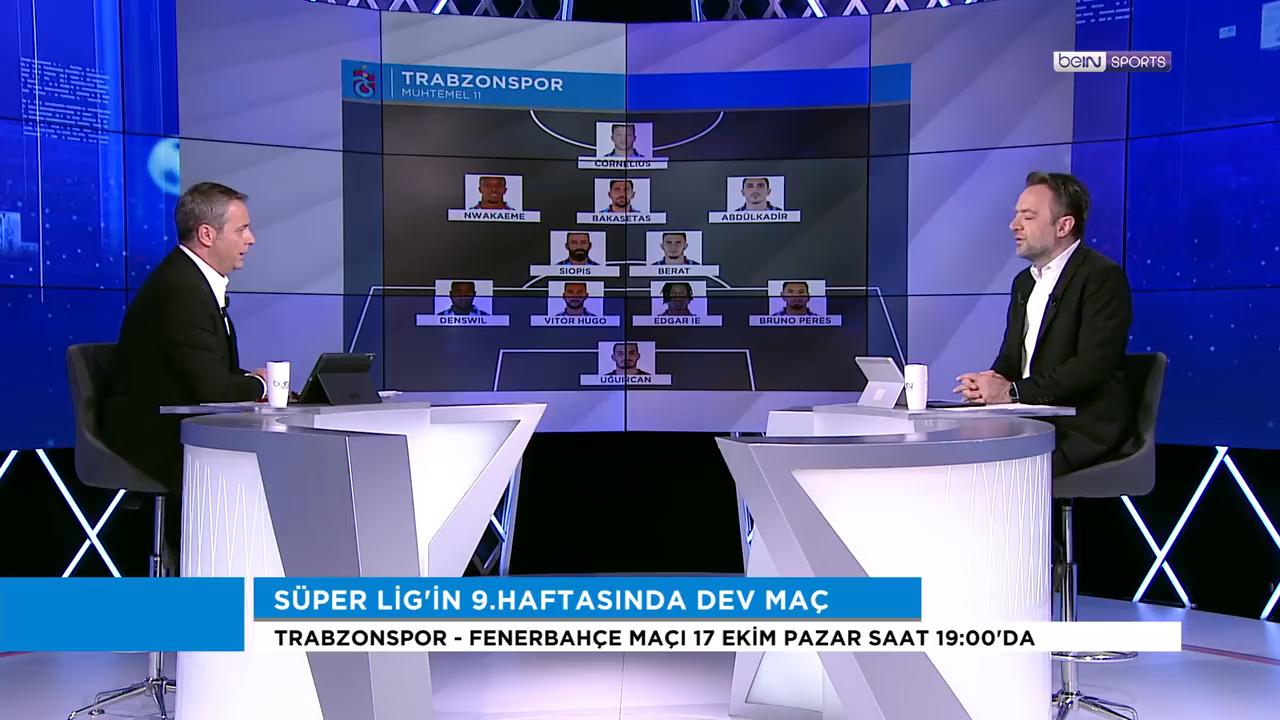 beIN SPORTS
TRABZONSPOR
MUHTEMEL 11
CORNELIUS
NWAKAEME
BAKASETAS
ABDÜLKADİR
SIOPIS
BERAT
DENSWIL
VITOR HUGO
EDGAR IE
BRUNO PERES
UĞURCAN
SÜPER LİG'İN 9.HAFTASINDA DEV MAÇ
TRABZONSPOR - FENERBAHÇE MAÇI 17 EKİM PAZAR SAAT 19:00'DA